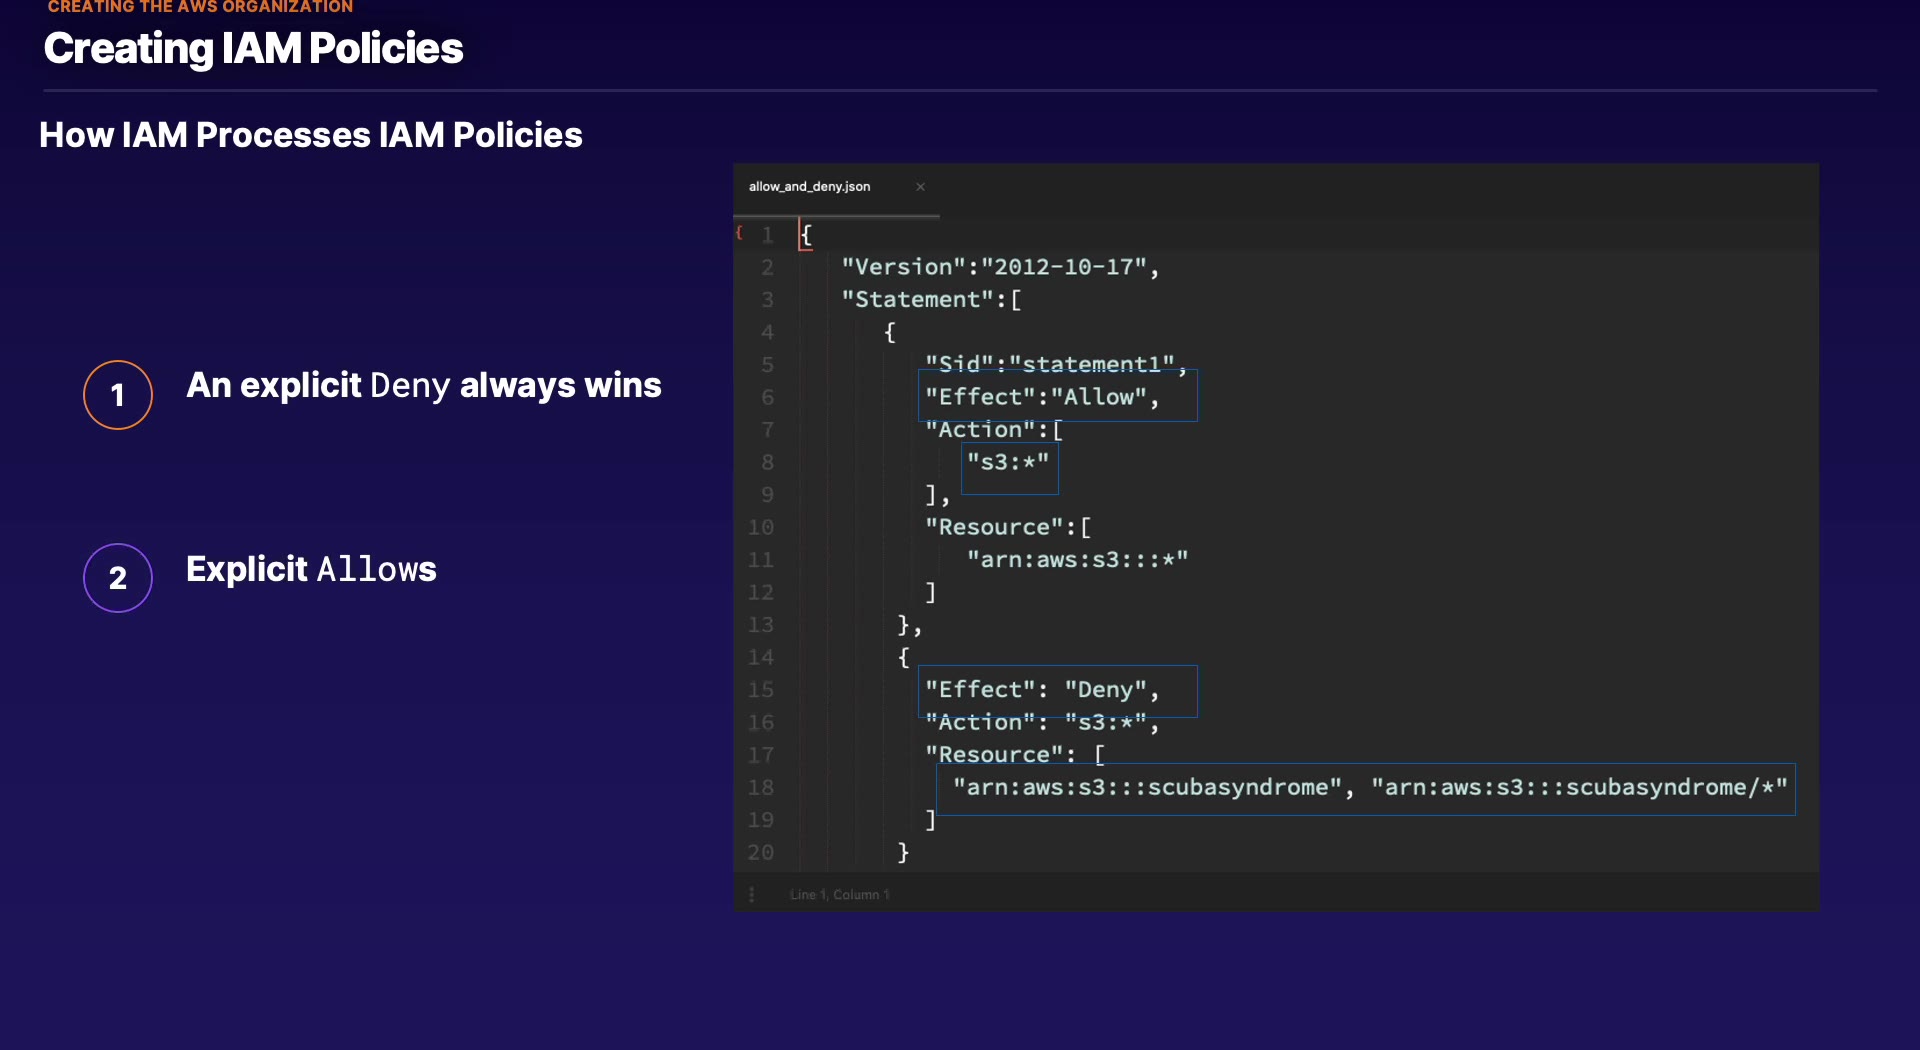 CREATING THE AWS ORGANIZATION
Creating IAM Policies
How IAM Processes IAM Policies
1 An explicit Deny always wins
2 Explicit Allows
allow_and_deny.json ×
{ 1 {
2 "Version":"2012-10-17",
3 "Statement":[
4 {
5 "Sid":"statement1",
6 "Effect":"Allow",
7 "Action":[
8 "s3:*"
9 ],
10 "Resource":[
11 "arn:aws:s3:::*"
12 ]
13 },
14 {
15 "Effect": "Deny",
16 "Action": "s3:*",
17 "Resource": [
18 "arn:aws:s3:::scubasyndrome", "arn:aws:s3:::scubasyndrome/*"
19 ]
20 }
Line 1, Column 1